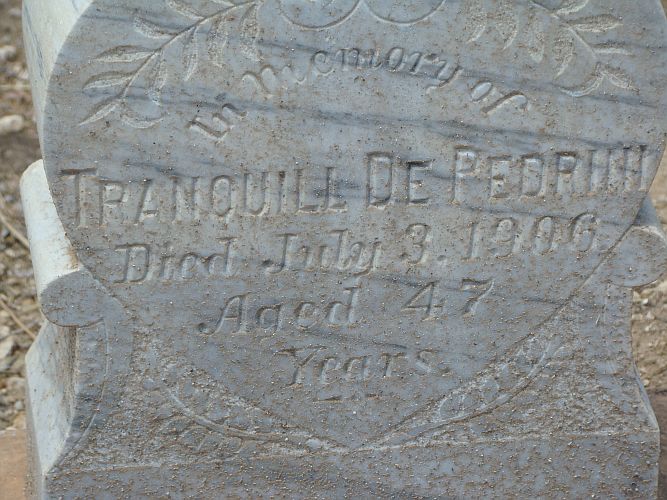 In memory of
TRANQUILL DE PEDRINI
Died July 3. 1906.
Aged 47
Years.